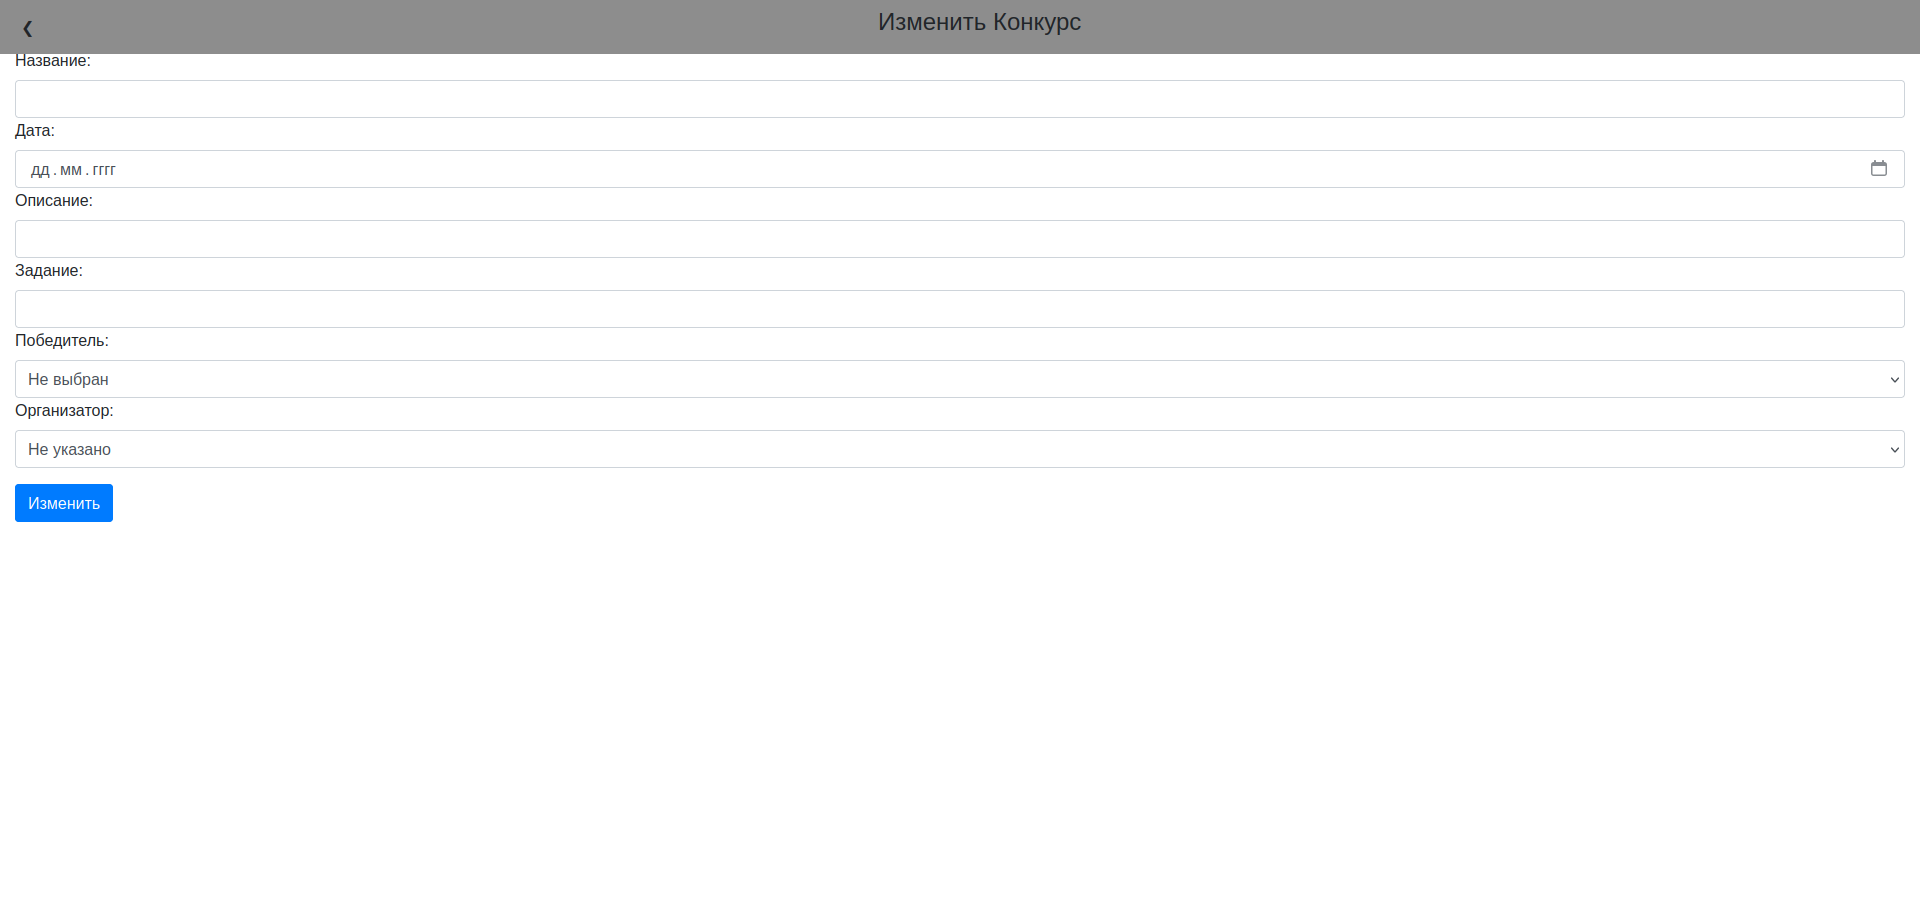 ❮
Изменить Конкурс
Название:
Дата:
дд.мм.гггг
Описание:
Задание:
Победитель:
Не выбран
Организатор:
Не указано
Изменить